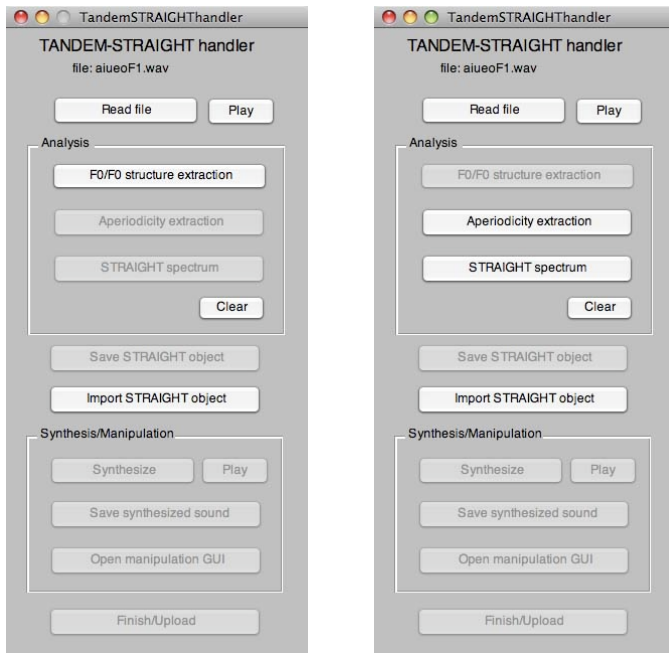 TandemSTRAIGHThandler
TANDEM-STRAIGHT handler
file: aiueoF1.wav
Read file
Play
Analysis
F0/F0 structure extraction
Aperiodicity extraction
STRAIGHT spectrum
Clear
Save STRAIGHT object
Import STRAIGHT object
Synthesis/Manipulation
Synthesize
Play
Save synthesized sound
Open manipulation GUI
Finish/Upload
TandemSTRAIGHThandler
TANDEM-STRAIGHT handler
file: aiueoF1.wav
Read file
Play
Analysis
F0/F0 structure extraction
Aperiodicity extraction
STRAIGHT spectrum
Clear
Save STRAIGHT object
Import STRAIGHT object
Synthesis/Manipulation
Synthesize
Play
Save synthesized sound
Open manipulation GUI
Finish/Upload